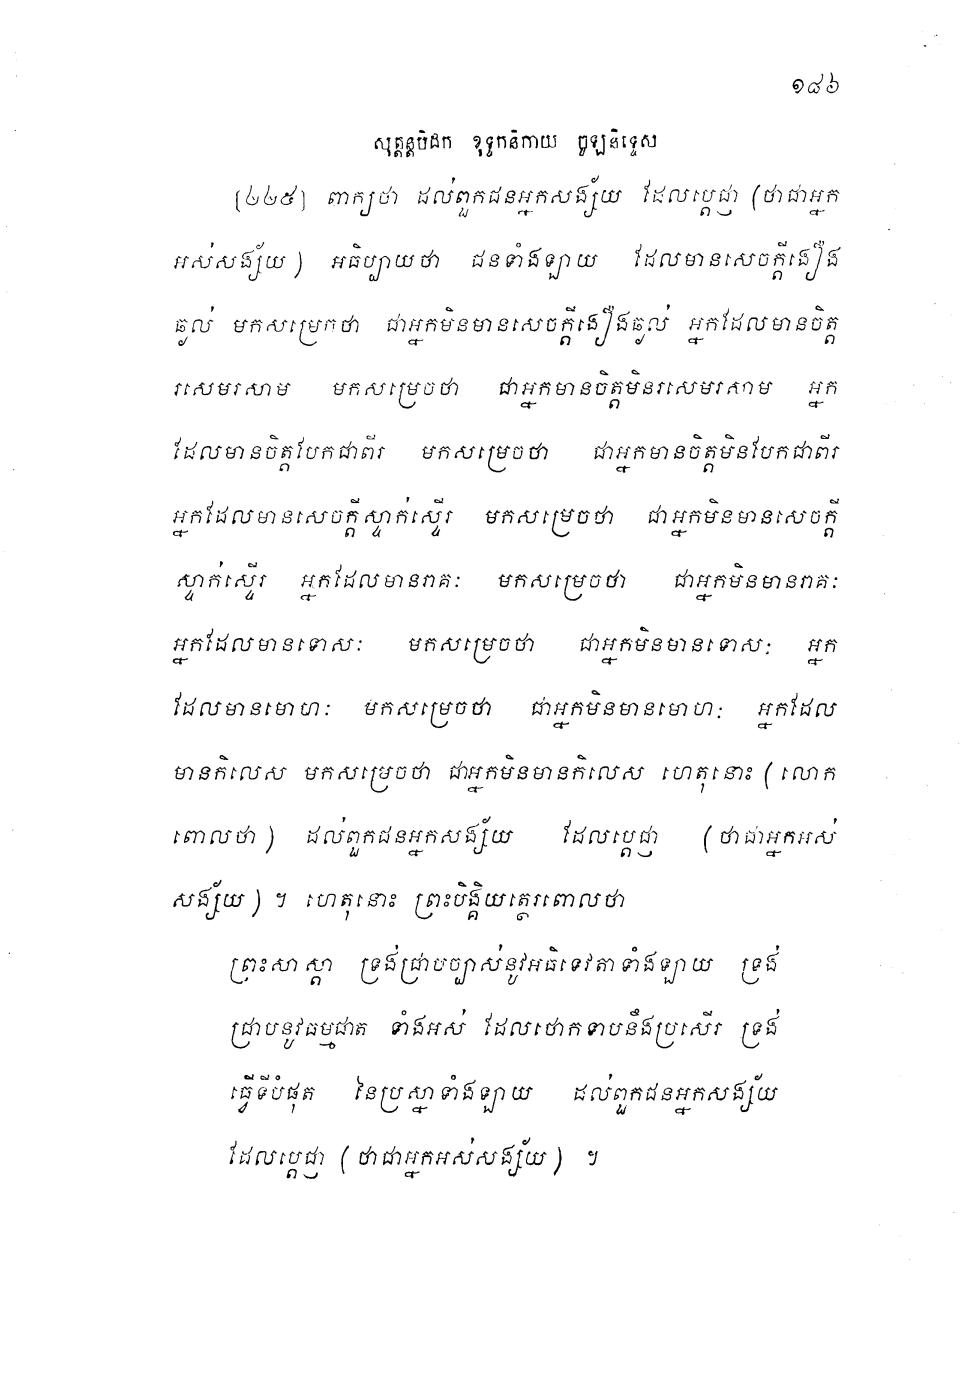 ១៨៦
សុត្តន្តបិដក ខុទ្ទកនិកាយ ចូឡនិទ្ទេស
[៤៤៥] ពាក្យថា ដល់ពួកជនអ្នកសង្ស័យ ដែលប្តេជ្ញា (ថាជាអ្នក
អស់សង្ស័យ) អធិប្បាយថា ជនទាំងឡាយ ដែលមានសេចក្តីងឿង
ឆ្ងល់ មកសម្រេចថា ជាអ្នកមិនមានសេចក្តីងឿងឆ្ងល់ អ្នកដែលមានចិត្ត
រសេមរសាម មកសម្រេចថា ជាអ្នកមានចិត្តមិនរសេមរសាម អ្នក
ដែលមានចិត្តបែកជាពីរ មកសម្រេចថា ជាអ្នកមានចិត្តមិនបែកជាពីរ
អ្នកដែលមានសេចក្តីស្ទាក់ស្ទើរ មកសម្រេចថា ជាអ្នកមិនមានសេចក្តី
ស្ទាក់ស្ទើរ អ្នកដែលមានរាគៈ មកសម្រេចថា ជាអ្នកមិនមានរាគៈ
អ្នកដែលមានទោសៈ មកសម្រេចថា ជាអ្នកមិនមានទោសៈ អ្នក
ដែលមានមោហៈ មកសម្រេចថា ជាអ្នកមិនមានមោហៈ អ្នកដែល
មានកិលេស មកសម្រេចថា ជាអ្នកមិនមានកិលេស ហេតុនោះ (លោក
ពោលថា) ដល់ពួកជនអ្នកសង្ស័យ ដែលប្តេជ្ញា (ថាជាអ្នកអស់
សង្ស័យ) ។ ហេតុនោះ ព្រះបិង្គិយត្ថេរពោលថា
ព្រះសាស្តា ទ្រង់ជ្រាបច្បាស់នូវអធិទេវតាទាំងឡាយ ទ្រង់
ជ្រាបនូវធម្មជាត ទាំងអស់ ដែលថោកទាបនឹងប្រសើរ ទ្រង់
ធ្វើទីបំផុត នៃប្រស្នាទាំងឡាយ ដល់ពួកជនអ្នកសង្ស័យ
ដែលប្តេជ្ញា (ថាជាអ្នកអស់សង្ស័យ) ។